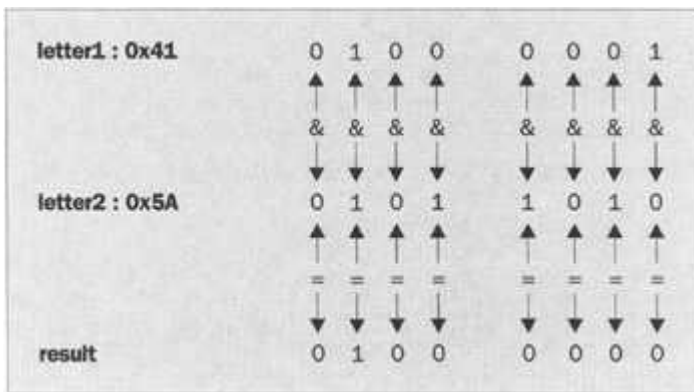 letter1 : 0x41 0 1 0 0 0 0 0 1
& & & & & & & &
letter2 : 0x5A 0 1 0 1 1 0 1 0
= = = = = = = =
result 0 1 0 0 0 0 0 0